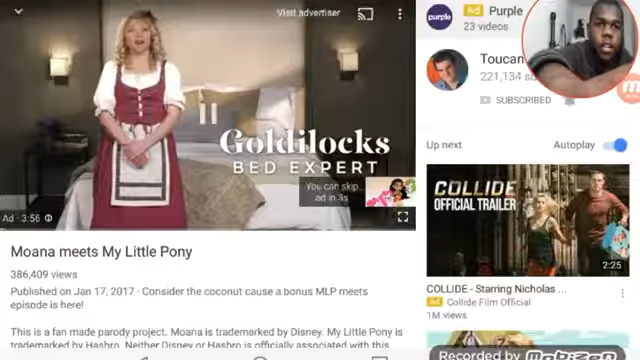 Visit advertiser
Goldilocks
BED EXPERT
You can skip
ad in 3s
Ad · 3:56
Moana meets My Little Pony
386,409 views
Published on Jan 17, 2017 · Consider the coconut cause a bonus MLP meets
episode is here!
This is a fan made parody project. Moana is trademarked by Disney. My Little Pony is
trademarked by Hasbro. Neither Disney or Hasbro is officially associated with this
purple
Ad Purple
23 videos
Toucan
221,134
SUBSCRIBED
Up next
Autoplay
COLLIDE
OFFICIAL TRAILER
2:25
COLLIDE - Starring Nicholas ...
Ad Collide Film Official
1M views
Recorded by Mobizen